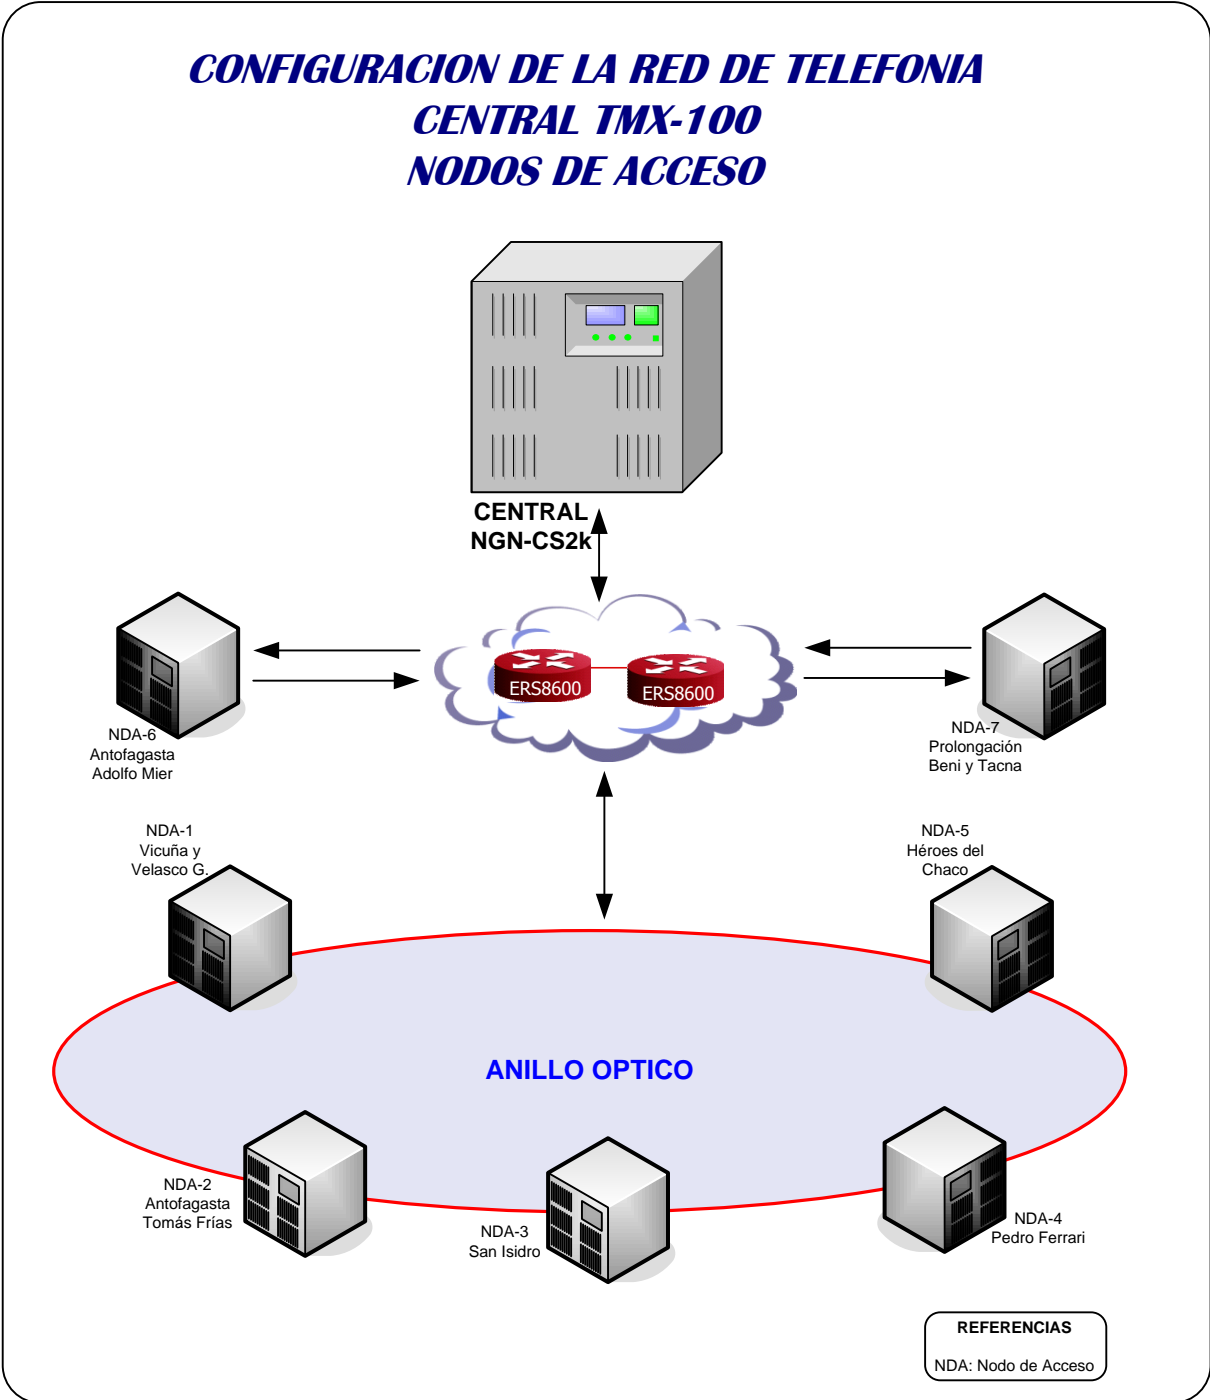 CONFIGURACION DE LA RED DE TELEFONIA
CENTRAL TMX-100
NODOS DE ACCESO
CENTRAL
NGN-CS2k
ERS8600
ERS8600
NDA-6
Antofagasta
Adolfo Mier
NDA-7
Prolongación
Beni y Tacna
NDA-1
Vicuña y
Velasco G.
NDA-5
Héroes del
Chaco
ANILLO OPTICO
NDA-2
Antofagasta
Tomás Frías
NDA-3
San Isidro
NDA-4
Pedro Ferrari
REFERENCIAS
NDA: Nodo de Acceso